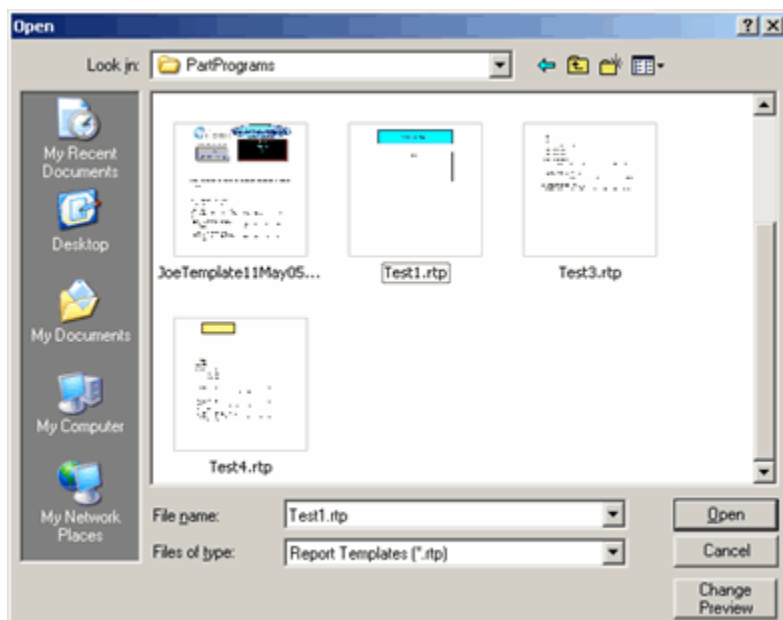 Open
Look in:
PartPrograms
My Recent
Documents
Desktop
My Documents
My Computer
My Network
Places
JoeTemplate11May05...
Test1.rtp
Test3.rtp
Test4.rtp
File name:
Test1.rtp
Open
Files of type:
Report Templates (*.rtp)
Cancel
Change
Preview